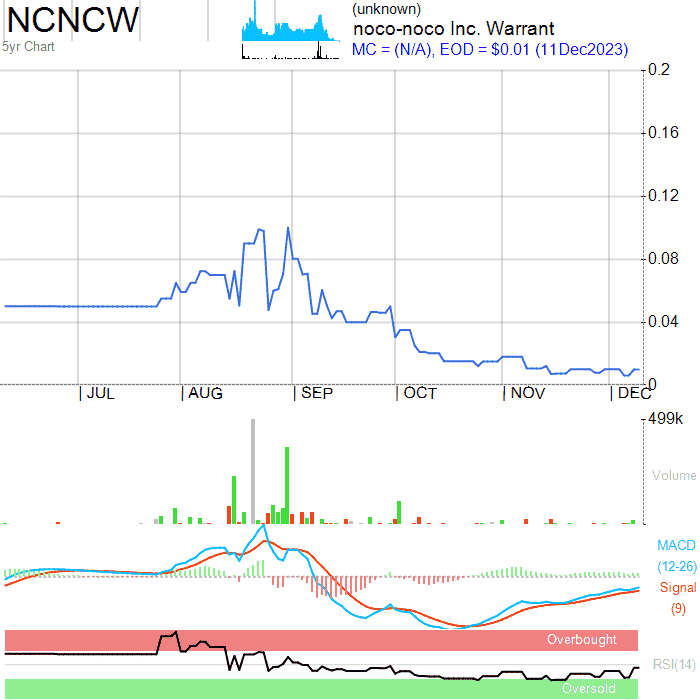 NCNCW
5yr Chart
(unknown)
noco-noco Inc. Warrant
MC = (N/A), EOD = $0.01 (11Dec2023)
0.2
0.16
0.12
0.08
0.04
0
| JUL | AUG | SEP | OCT | NOV | DEC
499k
Volume
MACD
(12-26)
Signal
(9)
Overbought
RSI(14)
Oversold